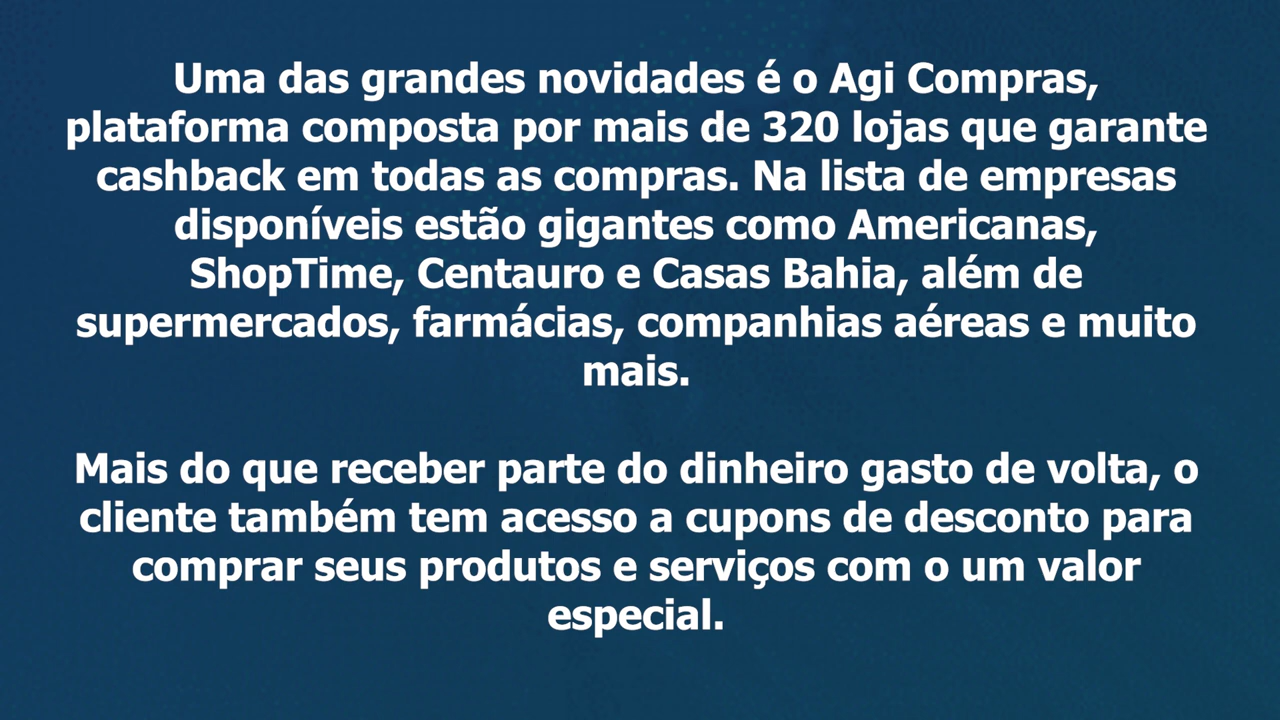 Uma das grandes novidades é o Agi Compras,
plataforma composta por mais de 320 lojas que garante
cashback em todas as compras. Na lista de empresas
disponíveis estão gigantes como Americanas,
ShopTime, Centauro e Casas Bahia, além de
supermercados, farmácias, companhias aéreas e muito
mais.
Mais do que receber parte do dinheiro gasto de volta, o
cliente também tem acesso a cupons de desconto para
comprar seus produtos e serviços com o um valor
especial.